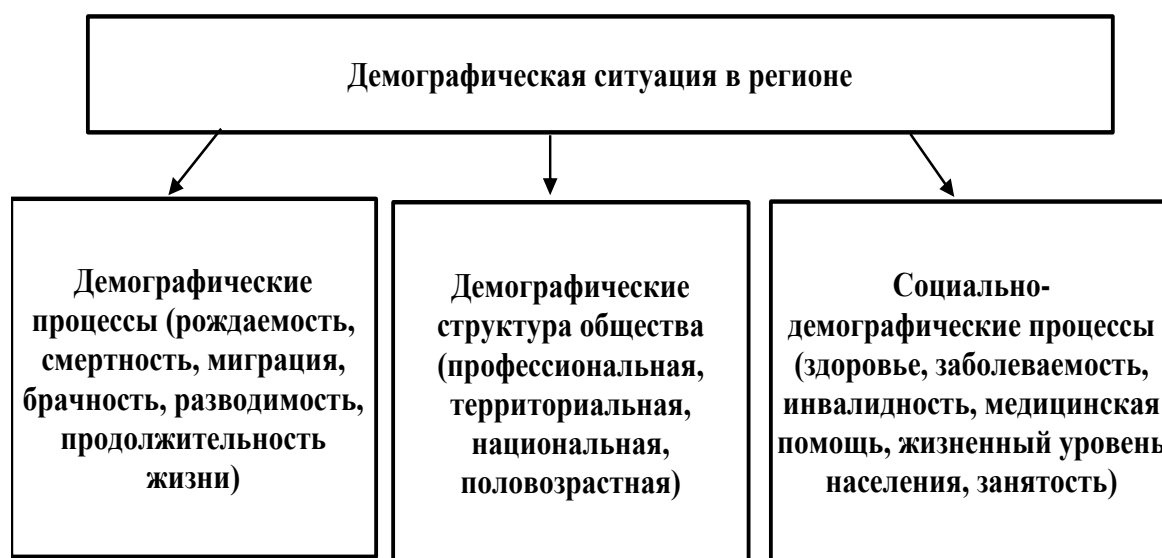 Демографическая ситуация в регионе
Демографические
процессы (рождаемость,
смертность, миграция,
брачность, разводимость,
продолжительность
жизни)
Демографические
структура общества
(профессиональная,
территориальная,
национальная,
половозрастная)
Социально-
демографические процессы
(здоровье, заболеваемость,
инвалидность, медицинская
помощь, жизненный уровень
населения, занятость)